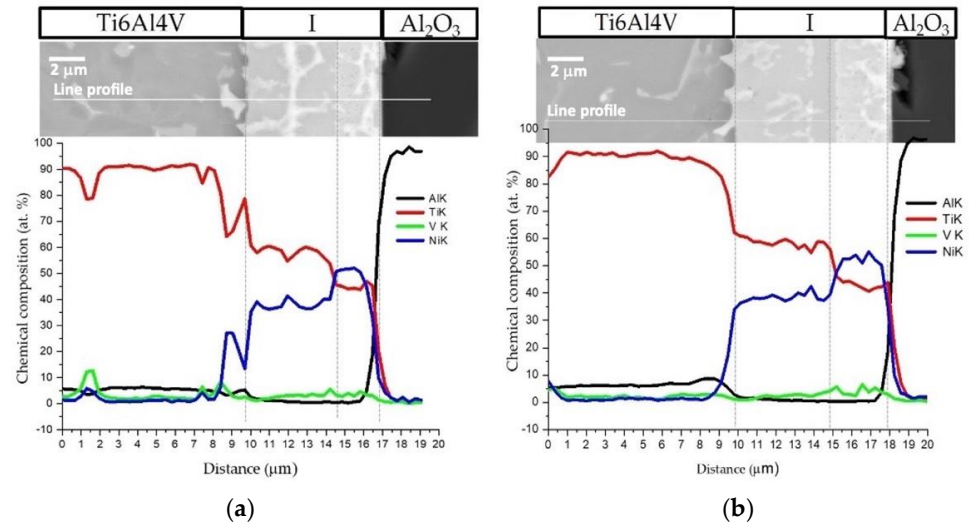 Ti6Al4V I Al₂O₃
2 μm
Line profile
Chemical composition (at. %)
100
90
80
70
60
50
40
30
20
10
0
-10
AlK
TiK
V K
NiK
0 1 2 3 4 5 6 7 8 9 10 11 12 13 14 15 16 17 18 19 20
Distance (μm)
(a)
Ti6Al4V I Al₂O₃
2 μm
Line profile
Chemical composition (at. %)
100
90
80
70
60
50
40
30
20
10
0
-10
AlK
TiK
V K
NiK
0 1 2 3 4 5 6 7 8 9 10 11 12 13 14 15 16 17 18 19 20
Distance (μm)
(b)